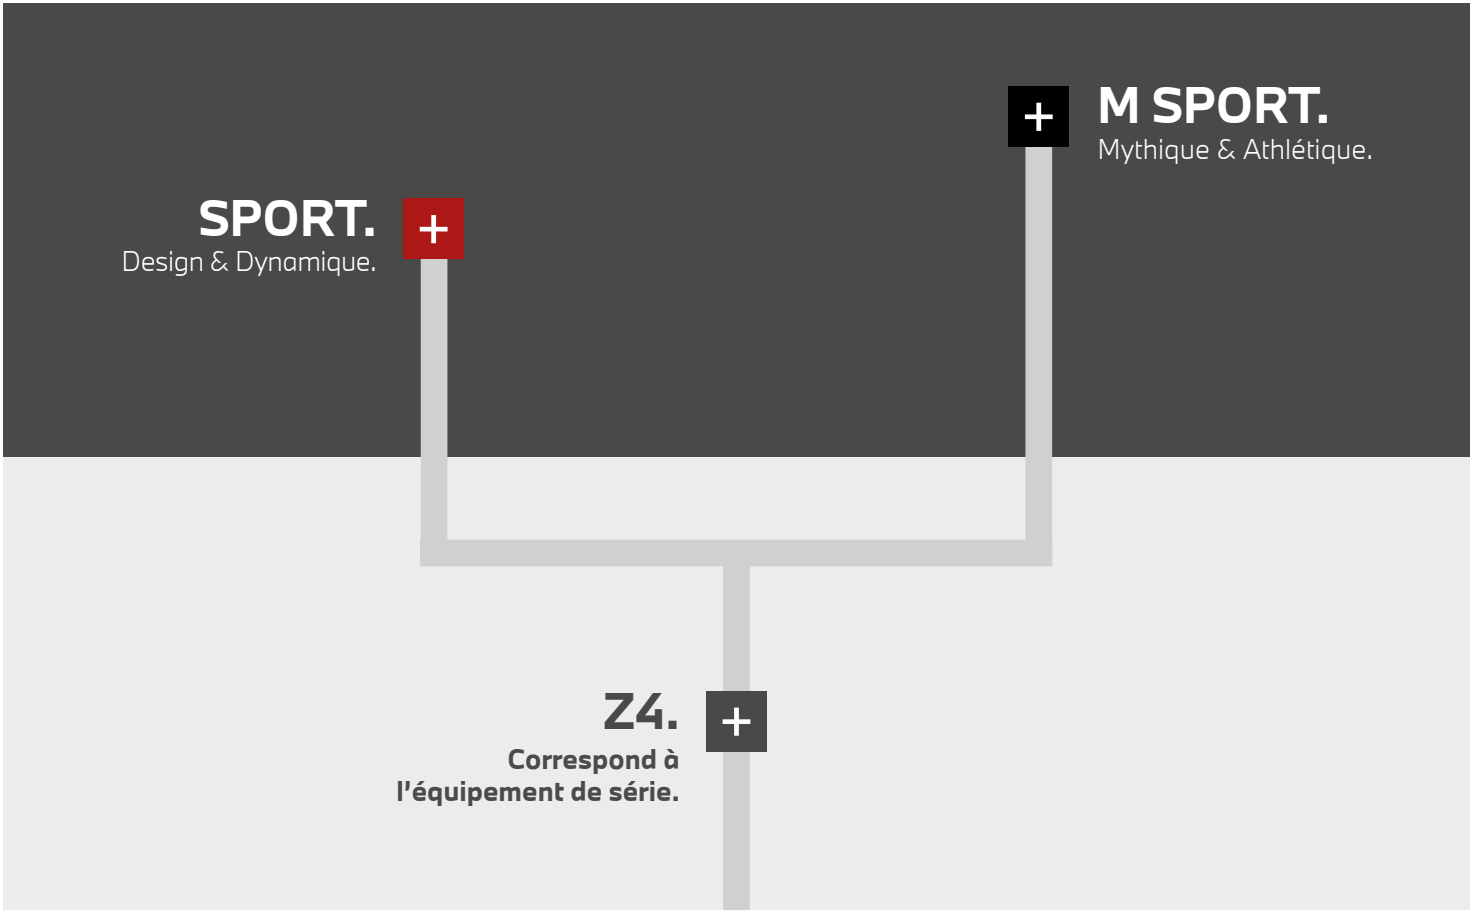 M SPORT.
Mythique & Athlétique.
SPORT.
Design & Dynamique.
Z4.
Correspond à
l'équipement de série.